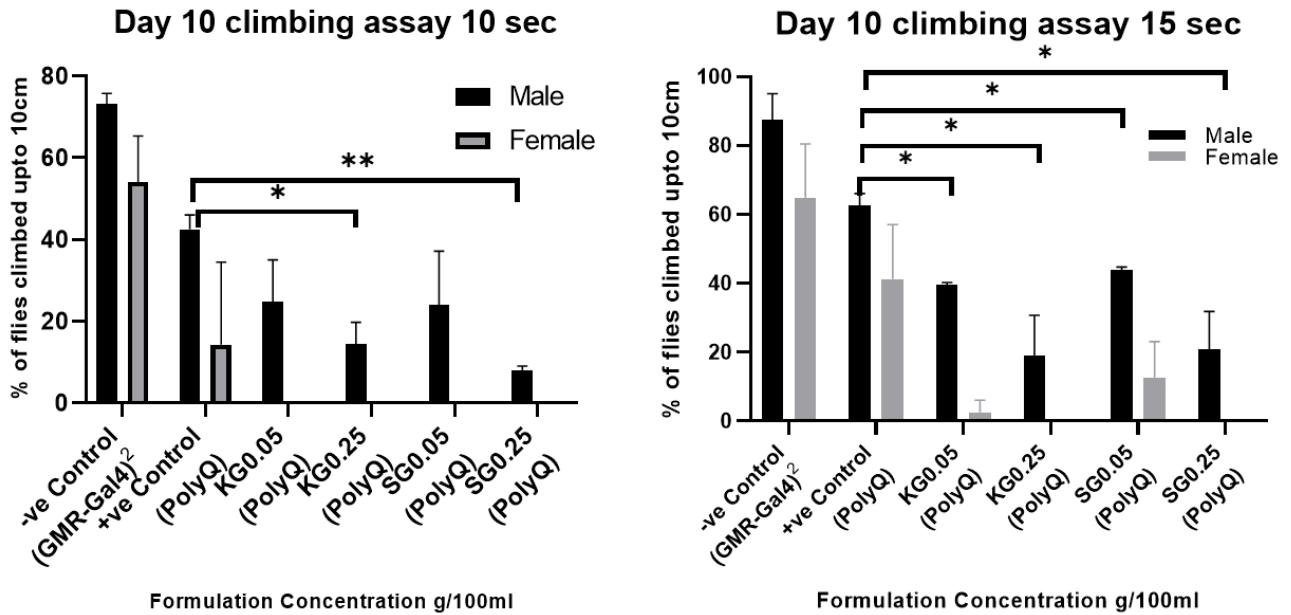 Day 10 climbing assay 10 sec
% of flies climbed upto 10cm
80
60
40
20
0
Male
Female
**
*
-ve Control
(GMR-Gal4)²
+ve Control
(PolyQ)
KG0.05
(PolyQ)
KG0.25
(PolyQ)
SG0.05
(PolyQ)
SG0.25
(PolyQ)
Formulation Concentration g/100ml
Day 10 climbing assay 15 sec
% of flies climbed upto 10cm
100
80
60
40
20
0
Male
Female
*
*
*
*
-ve Control
(GMR-Gal4)²
+ve Control
(PolyQ)
KG0.05
(PolyQ)
KG0.25
(PolyQ)
SG0.05
(PolyQ)
SG0.25
(PolyQ)
Formulation Concentration g/100ml